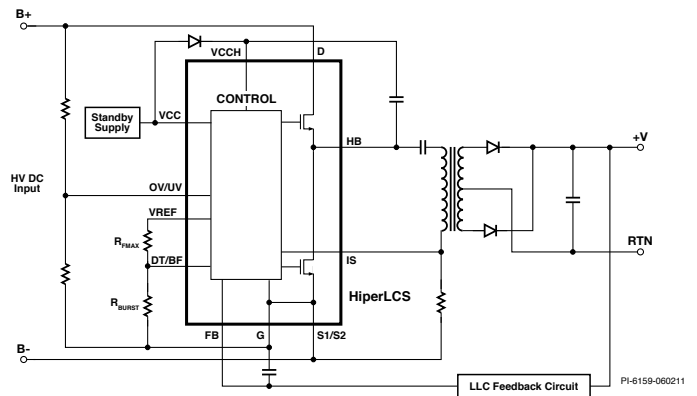 B+
VCCH
D
CONTROL
Standby
Supply
VCC
HB
+V
HV DC
Input
OV/UV
VREF
RFMAX
DT/BF
IS
RTN
RBURST
HiperLCS
FB
G
S1/S2
B-
LLC Feedback Circuit
PI-6159-060211